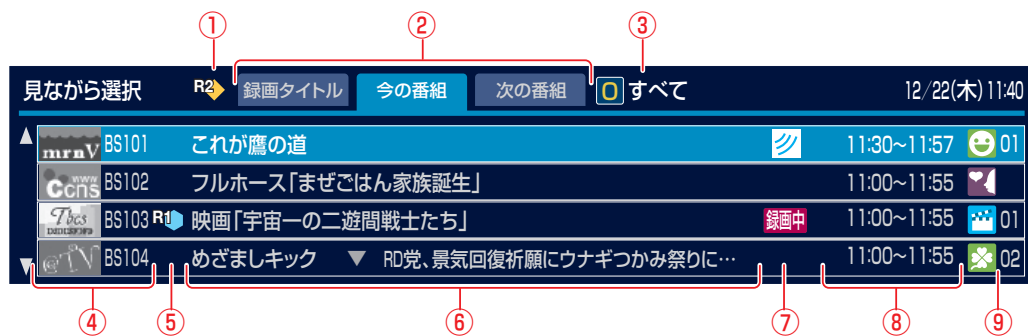 ① ② ③
見ながら選択 R2 録画タイトル 今の番組 次の番組 0 すべて 12/22(木)11:40
mrnV BS101 これが鷹の道 11:30~11:57 01
www Ccns BS102 フルホース「まぜごはん家族誕生」 11:00~11:55
Tbcs BS103 R1 映画「宇宙一の二遊間戦士たち」 録画中 11:00~11:55 01
@TV BS104 めざましキック ▼ RD党、景気回復祈願にウナギつかみ祭りに… 11:00~11:55 02
④ ⑤ ⑥ ⑦ ⑧ ⑨